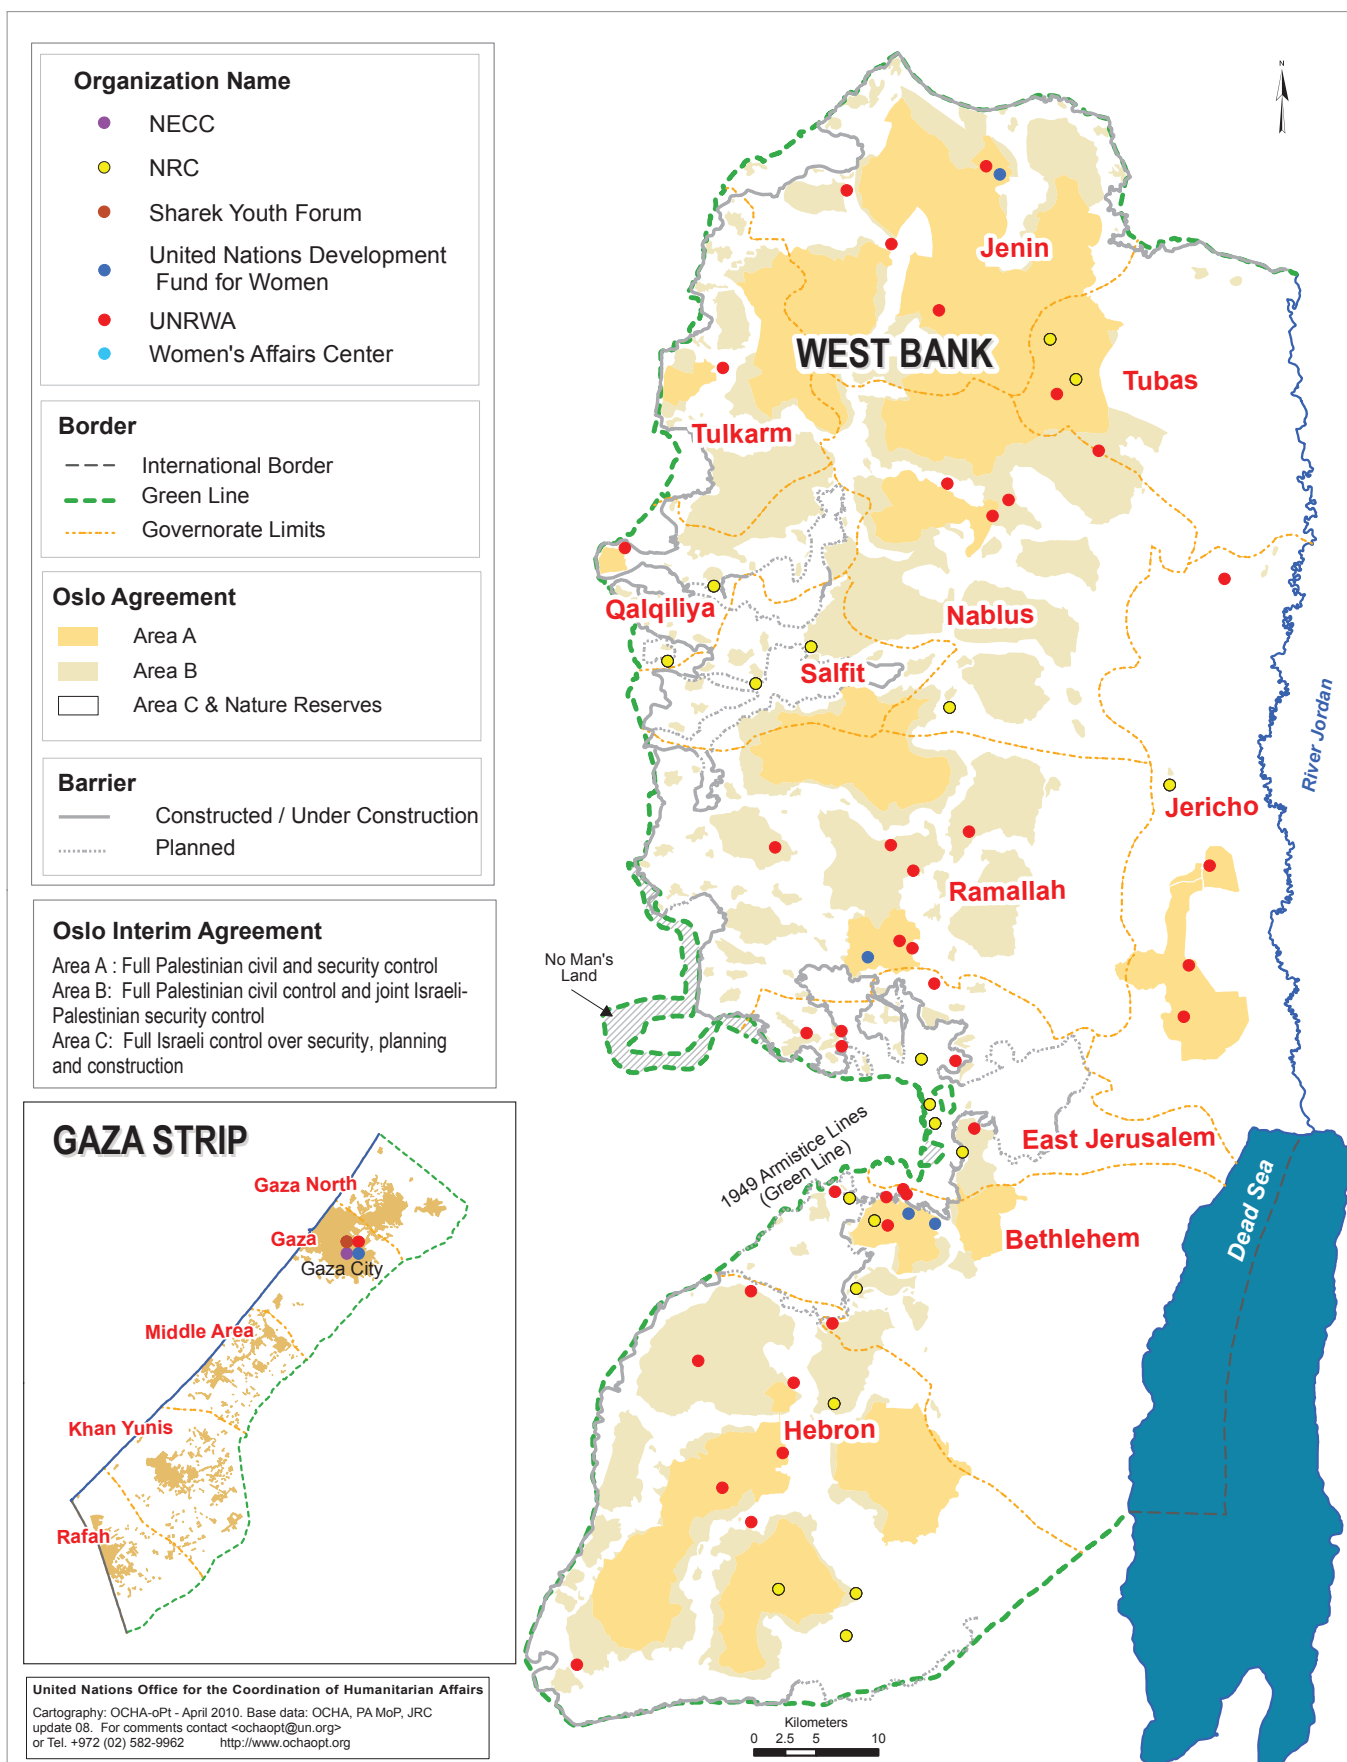 Organization Name
NECC
NRC
Sharek Youth Forum
United Nations Development
Fund for Women
UNRWA
Women's Affairs Center
Border
International Border
Green Line
Governorate Limits
Oslo Agreement
Area A
Area B
Area C & Nature Reserves
Barrier
Constructed / Under Construction
Planned
Oslo Interim Agreement
Area A : Full Palestinian civil and security control
Area B: Full Palestinian civil control and joint Israeli-
Palestinian security control
Area C: Full Israeli control over security, planning
and construction
GAZA STRIP
Gaza North
Gaza
Gaza City
Middle Area
Khan Yunis
Rafah
United Nations Office for the Coordination of Humanitarian Affairs
Cartography: OCHA-oPt - April 2010. Base data: OCHA, PA MoP, JRC
update 08. For comments contact <ochaopt@un.org>
or Tel. +972 (02) 582-9962 http://www.ochaopt.org
N
Jenin
WEST BANK
Tubas
Tulkarm
Qalqiliya
Nablus
Salfit
River Jordan
Jericho
Ramallah
No Man's
Land
1949 Armistice Lines
(Green Line)
East Jerusalem
Dead Sea
Bethlehem
Hebron
Kilometers
0 2.5 5 10